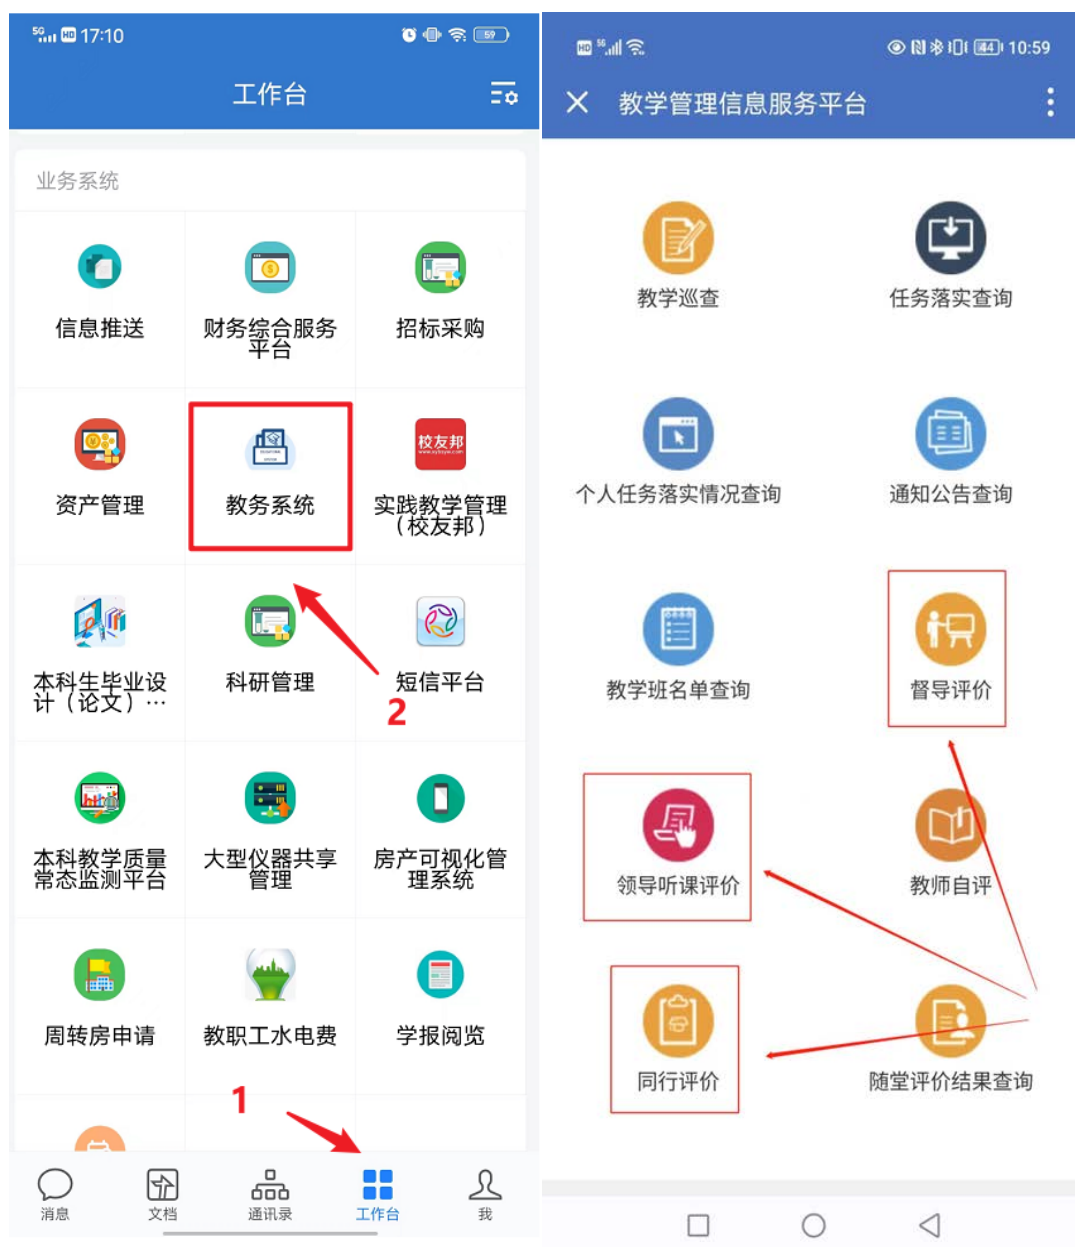 5G HD 17:10
59
工作台
业务系统
信息推送
财务综合服务
平台
招标采购
资产管理
教务系统
校友邦
实践教学管理
（校友邦）
本科生毕业设
计（论文）…
科研管理
短信平台
2
本科教学质量
常态监测平台
大型仪器共享
管理
房产可视化管
理系统
周转房申请
教职工水电费
学报阅览
1
消息
文档
通讯录
工作台
我
HD 5G
44 10:59
教学管理信息服务平台
教学巡查
任务落实查询
个人任务落实情况查询
通知公告查询
教学班名单查询
督导评价
领导听课评价
教师自评
同行评价
随堂评价结果查询